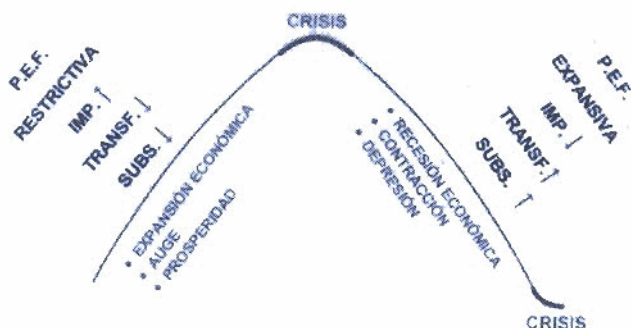 CRISIS
P.E.F.
RESTRICTIVA
IMP. ↑
TRANSF. ↓
SUBS. ↓
• EXPANSIÓN ECONÓMICA
• AUGE
• PROSPERIDAD
• RECESIÓN ECONÓMICA
• CONTRACCIÓN
• DEPRESIÓN
P.E.F.
EXPANSIVA
IMP. ↓
TRANSF. ↑
SUBS. ↑
CRISIS